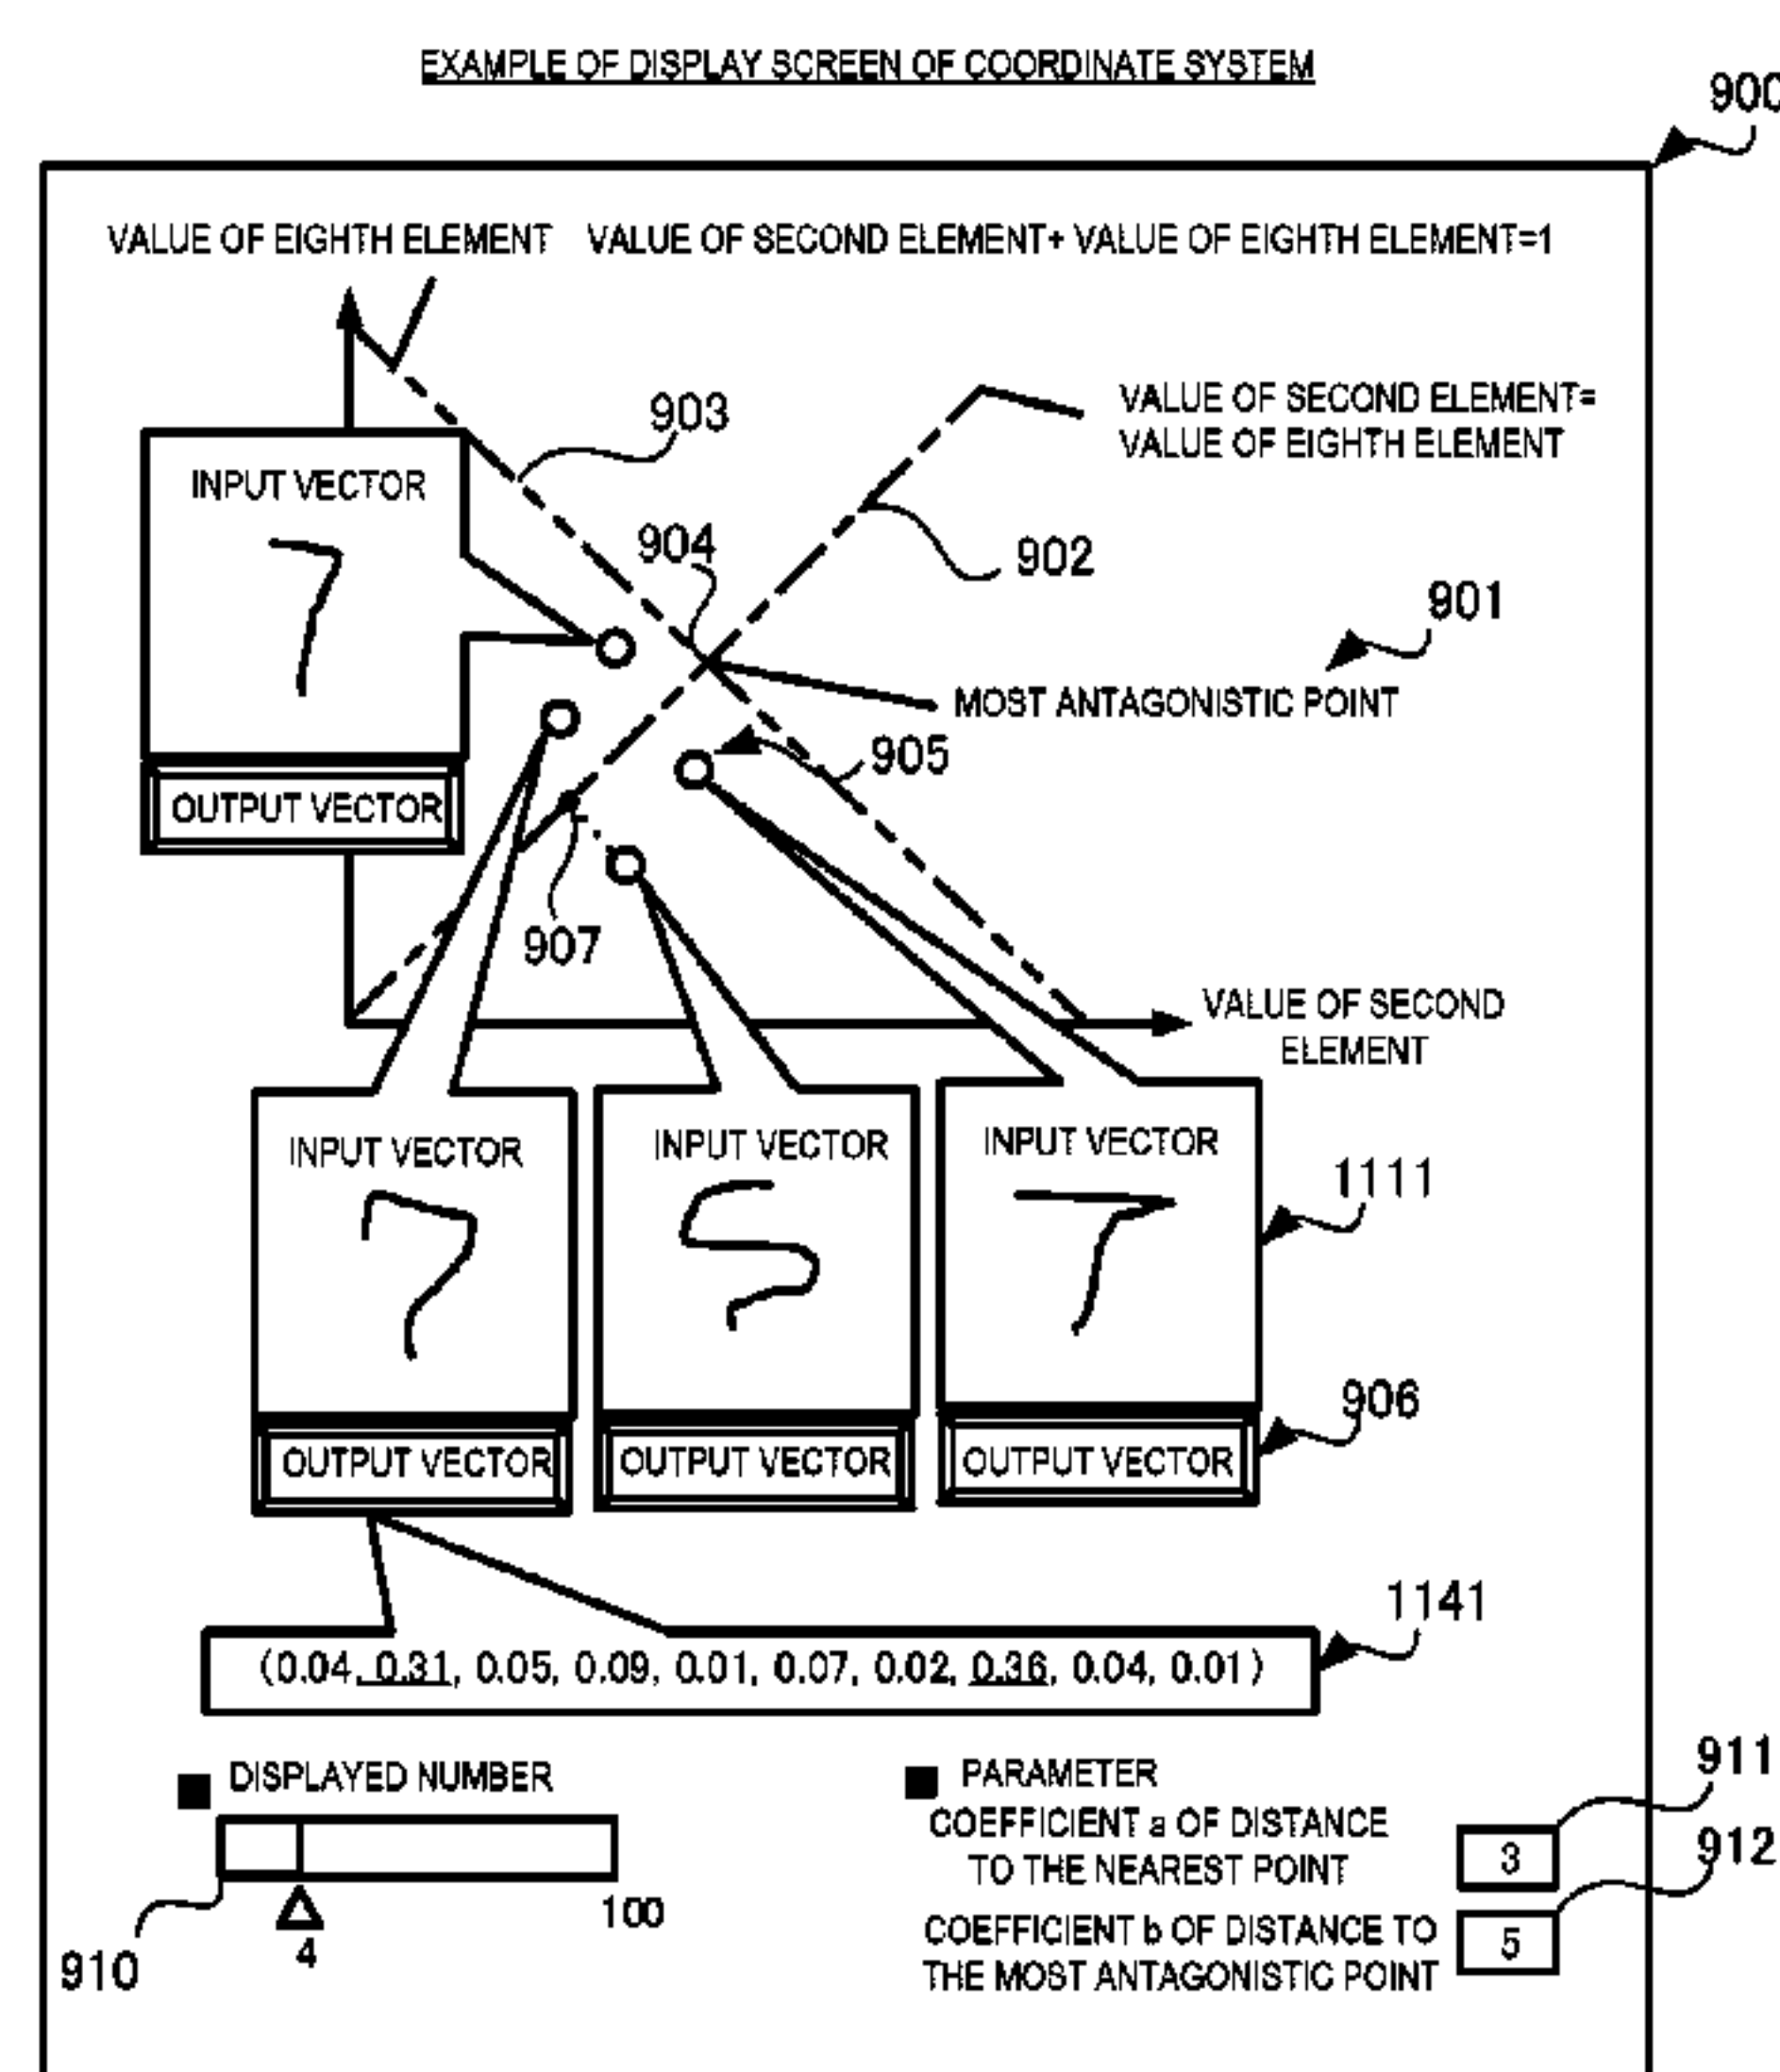 EXAMPLE OF DISPLAY SCREEN OF COORDINATE SYSTEM
900
VALUE OF EIGHTH ELEMENT
VALUE OF SECOND ELEMENT+ VALUE OF EIGHTH ELEMENT=1
903
VALUE OF SECOND ELEMENT=
VALUE OF EIGHTH ELEMENT
INPUT VECTOR
7
904
902
901
MOST ANTAGONISTIC POINT
905
OUTPUT VECTOR
907
VALUE OF SECOND
ELEMENT
INPUT VECTOR
INPUT VECTOR
INPUT VECTOR
1111
7
5
7
906
OUTPUT VECTOR
OUTPUT VECTOR
OUTPUT VECTOR
1141
(0.04, 0.31, 0.05, 0.09, 0.01, 0.07, 0.02, 0.36, 0.04, 0.01)
DISPLAYED NUMBER
PARAMETER
911
COEFFICIENT a OF DISTANCE
TO THE NEAREST POINT
3
912
100
4
910
COEFFICIENT b OF DISTANCE TO
THE MOST ANTAGONISTIC POINT
5